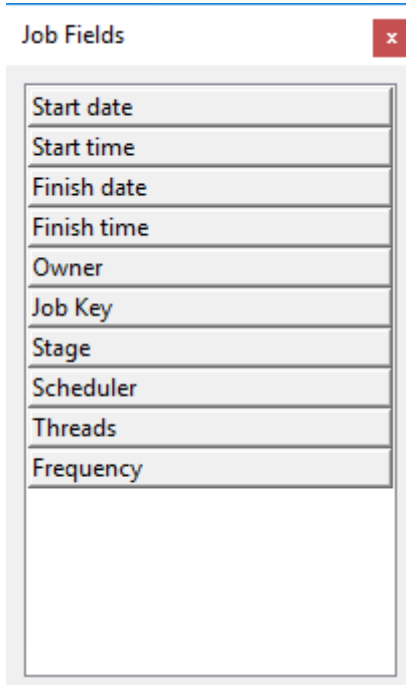 Job Fields
x
Start date
Start time
Finish date
Finish time
Owner
Job Key
Stage
Scheduler
Threads
Frequency